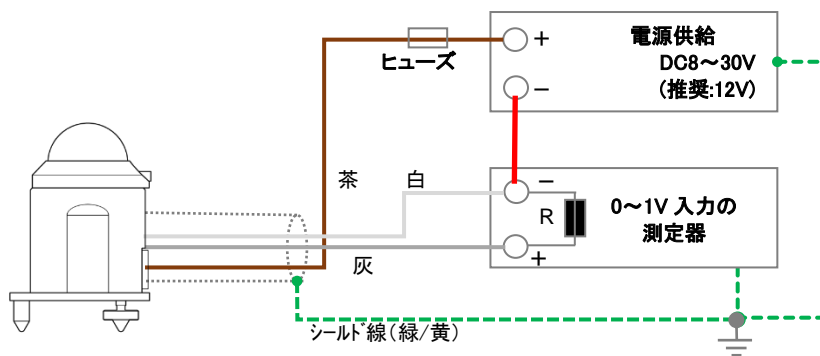 ヒューズ
+
電源供給
DC8～30V
(推奨:12V)
−
茶
白
−
R
0～1V 入力の
測定器
+
灰
シールド線(緑/黄)